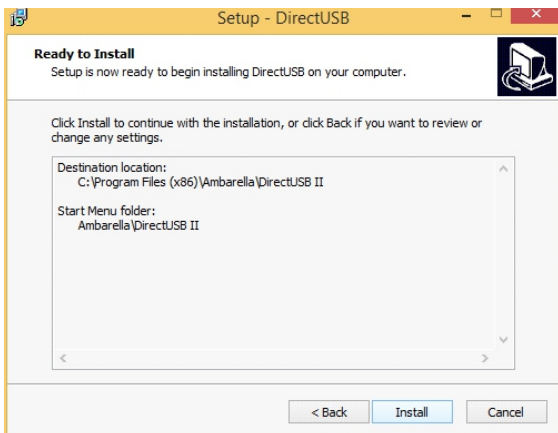 Setup - DirectUSB
Ready to Install
Setup is now ready to begin installing DirectUSB on your computer.
Click Install to continue with the installation, or click Back if you want to review or
change any settings.
Destination location:
C:\Program Files (x86)\Ambarella\DirectUSB II
Start Menu folder:
Ambarella\DirectUSB II
< Back Install Cancel